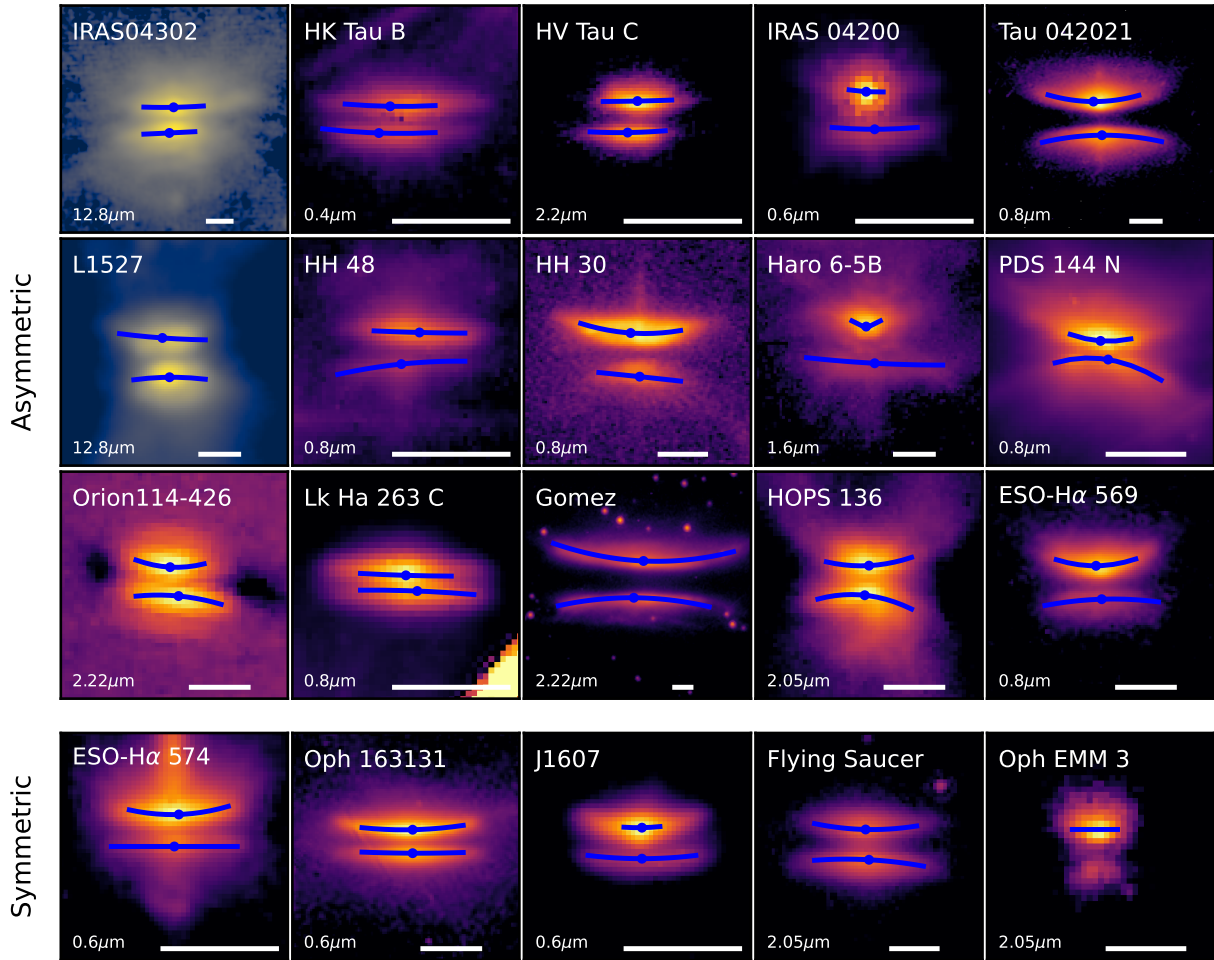 IRAS04302
HK Tau B
HV Tau C
IRAS 04200
Tau 042021
12.8μm
0.4μm
2.2μm
0.6μm
0.8μm
Asymmetric
L1527
HH 48
HH 30
Haro 6-5B
PDS 144 N
12.8μm
0.8μm
0.8μm
1.6μm
0.8μm
Orion114-426
Lk Ha 263 C
Gomez
HOPS 136
ESO-Hα 569
2.22μm
0.8μm
2.22μm
2.05μm
0.8μm
Symmetric
ESO-Hα 574
Oph 163131
J1607
Flying Saucer
Oph EMM 3
0.6μm
0.6μm
0.6μm
2.05μm
2.05μm